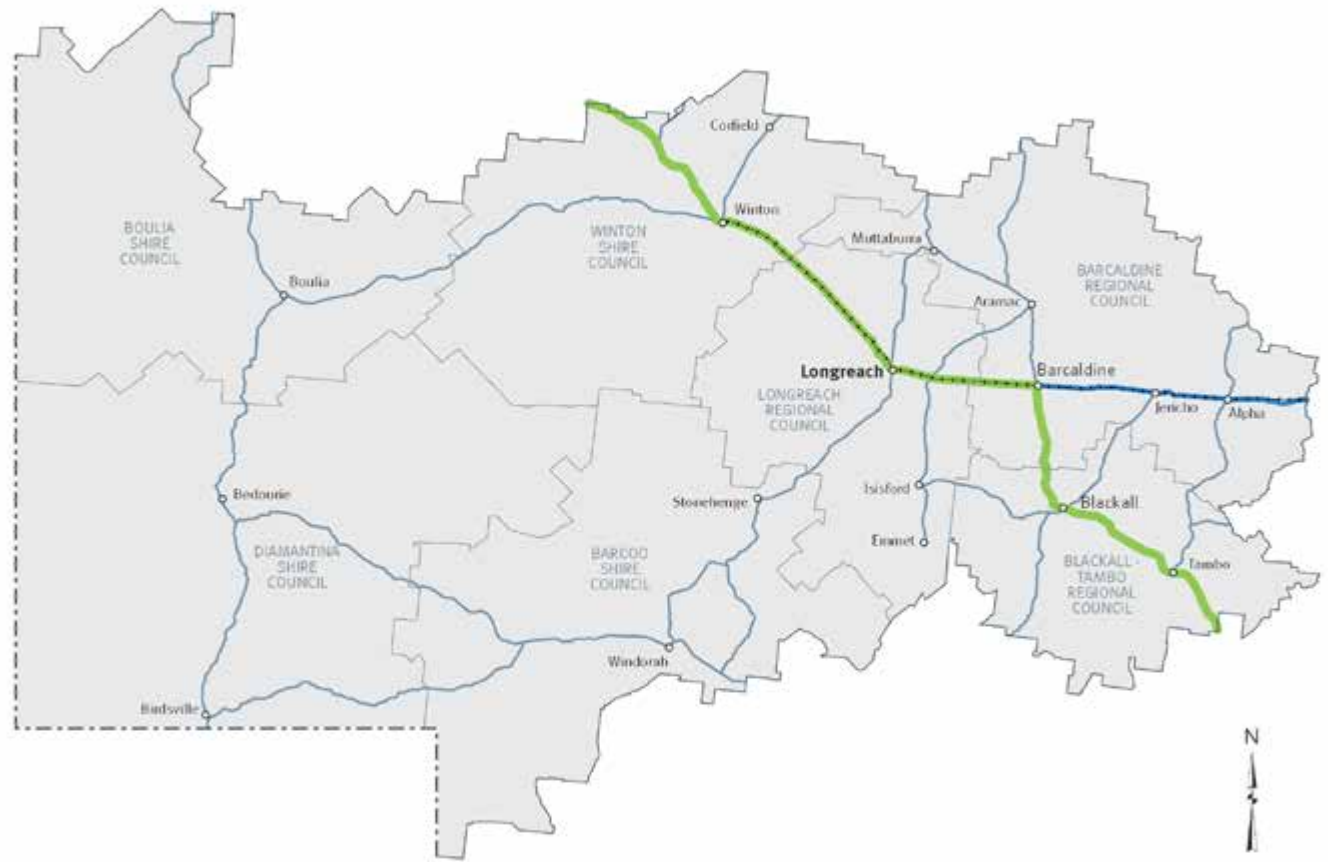 Corfield
Winton
BOULIA
SHIRE
COUNCIL
WINTON
SHIRE
COUNCIL
Muttaburra
BARCALDINE
REGIONAL
COUNCIL
Boulia
Aramac
Longreach
Barcaldine
LONGREACH
REGIONAL
COUNCIL
Jericho
Alpha
Bedourie
Stonehenge
Isisford
Blackall
Emmet
DIAMANTINA
SHIRE
COUNCIL
BARCOO
SHIRE
COUNCIL
BLACKALL-
TAMBO
REGIONAL
COUNCIL
Tambo
Windorah
Birdsville
N